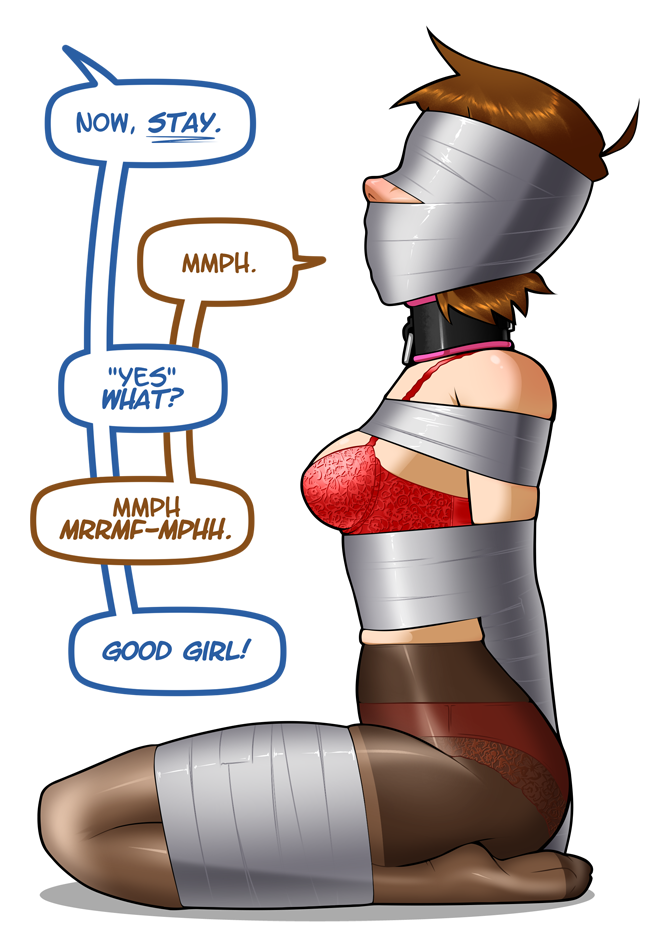 NOW, STAY.
MMPH.
"YES"
WHAT?
MMPH
MRRMF-MPHH.
GOOD GIRL!